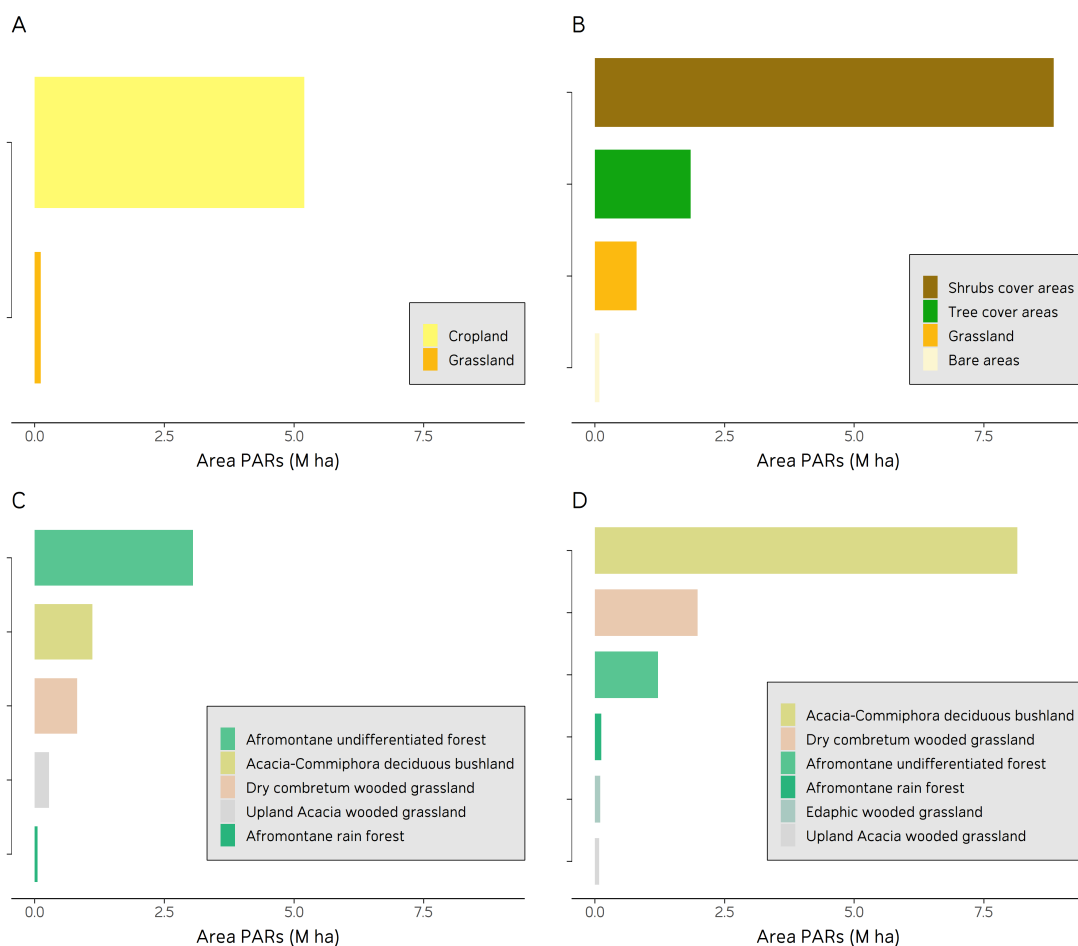 A
Cropland
Grassland
0.0 2.5 5.0 7.5
Area PARs (M ha)
B
Shrubs cover areas
Tree cover areas
Grassland
Bare areas
0.0 2.5 5.0 7.5
Area PARs (M ha)
C
Afromontane undifferentiated forest
Acacia-Commiphora deciduous bushland
Dry combretum wooded grassland
Upland Acacia wooded grassland
Afromontane rain forest
0.0 2.5 5.0 7.5
Area PARs (M ha)
D
Acacia-Commiphora deciduous bushland
Dry combretum wooded grassland
Afromontane undifferentiated forest
Afromontane rain forest
Edaphic wooded grassland
Upland Acacia wooded grassland
0.0 2.5 5.0 7.5
Area PARs (M ha)